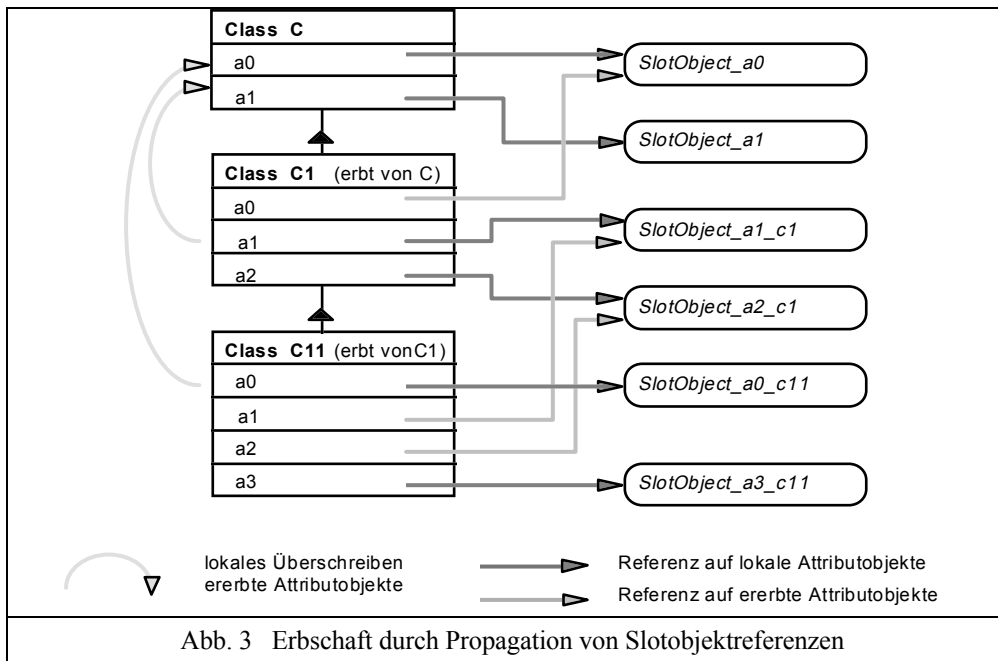 Class C
a0
a1
SlotObject_a0
SlotObject_a1
Class C1 (erbt von C)
a0
a1
a2
SlotObject_a1_c1
SlotObject_a2_c1
Class C11 (erbt vonC1)
a0
a1
a2
a3
SlotObject_a0_c11
SlotObject_a3_c11
lokales Überschreiben
ererbte Attributobjekte
Referenz auf lokale Attributobjekte
Referenz auf ererbte Attributobjekte
Abb. 3 Erbschaft durch Propagation von Slotobjektreferenzen